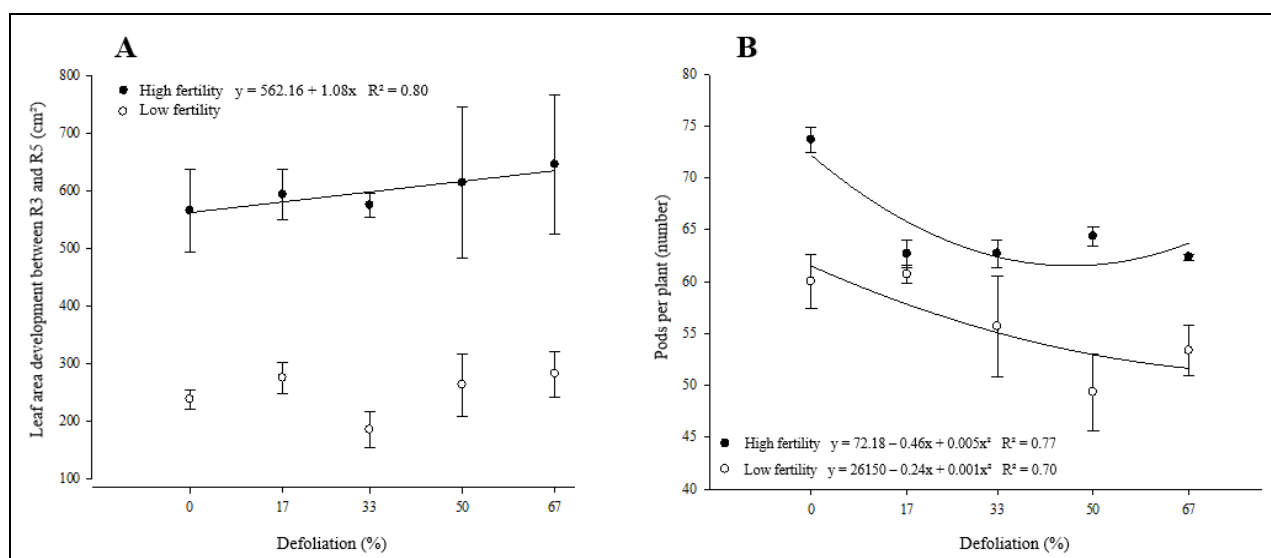 A
High fertility y = 562.16 + 1.08x R² = 0.80
Low fertility
Leaf area development between R3 and R5 (cm²)
800
700
600
500
400
300
200
100
0 17 33 50 67
Defoliation (%)
B
Pods per plant (number)
80
75
70
65
60
55
50
45
40
High fertility y = 72.18 – 0.46x + 0.005x² R² = 0.77
Low fertility y = 26150 – 0.24x + 0.001x² R² = 0.70
0 17 33 50 67
Defoliation (%)